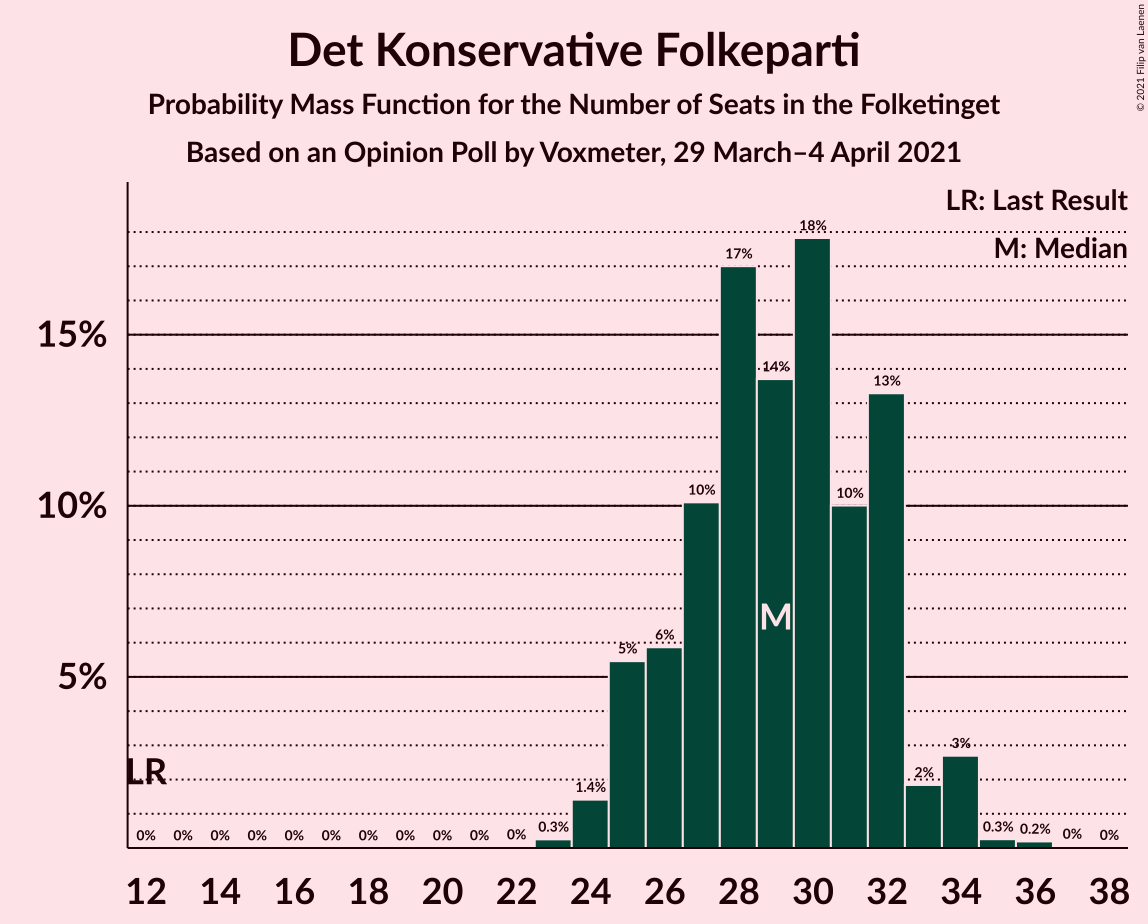 Det Konservative Folkeparti
Probability Mass Function for the Number of Seats in the Folketinget
Based on an Opinion Poll by Voxmeter, 29 March–4 April 2021
© 2021 Filip van Laenen
LR: Last Result
M: Median
15%
10%
5%
LR
M
0% 0% 0% 0% 0% 0% 0% 0% 0% 0% 0% 0.3% 1.4% 5% 6% 10% 17% 14% 18% 10% 13% 2% 3% 0.3% 0.2% 0% 0%
12 14 16 18 20 22 24 26 28 30 32 34 36 38